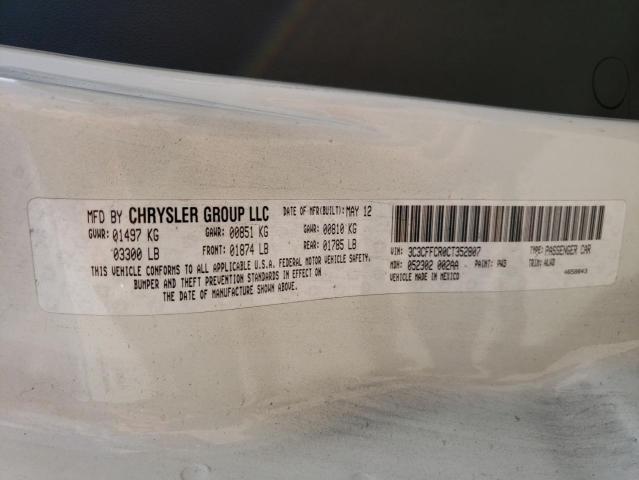 MFD BY CHRYSLER GROUP LLC DATE OF MFR(BUILT): MAY 12
GVWR: 01497 KG GAWR: 00851 KG GAWR: 00810 KG
03300 LB FRONT: 01874 LB REAR: 01785 LB
THIS VEHICLE CONFORMS TO ALL APPLICABLE U.S.A. FEDERAL MOTOR VEHICLE SAFETY,
BUMPER AND THEFT PREVENTION STANDARDS IN EFFECT ON
THE DATE OF MANUFACTURE SHOWN ABOVE.
VIN: 3C3CFFCR0CT352807 TYPE: PASSENGER CAR
MDH: 052302 002AA PAINT: PW3 TRIM:
VEHICLE MADE IN MEXICO